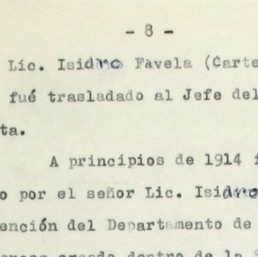 - 8 -
Lic. Isidro Favela (Carte
fué trasladado al Jefe del
ta.
A principios de 1914 f
o por el señor Lic. Isidro
ención del Departamento de